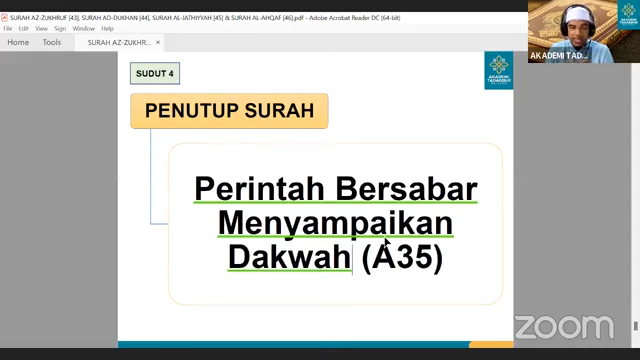 SURAH AZ-ZUKHRUF [43], SURAH AD-DUKHAN [44], SURAH AL-JATHIYYAH [45] & SURAH AL-AHQAF [46].pdf - Adobe Acrobat Reader DC (64-bit)
File Edit View Sign Window Help
Home Tools SURAH AZ-ZUKHR... ×
AKADEMI TAD...
SUDUT 4
AKADEMI
TADABBUR
PENUTUP SURAH
Perintah Bersabar
Menyampaikan
Dakwah (A35)
zoom